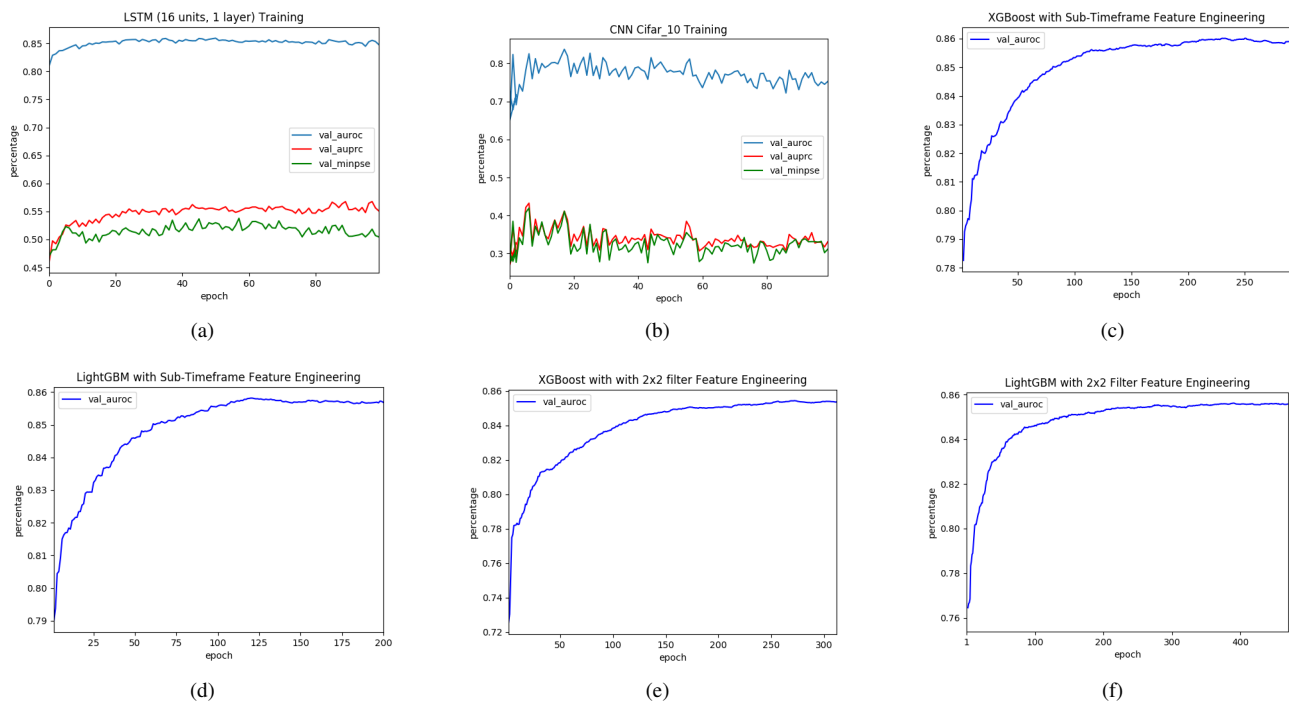 LSTM (16 units, 1 layer) Training
0.85
0.80
0.75
0.70
0.65
0.60
0.55
0.50
0.45
percentage
val_auroc
val_auprc
val_minpse
0 20 40 60 80
epoch
(a)
CNN Cifar_10 Training
0.8
0.7
0.6
0.5
0.4
0.3
percentage
val_auroc
val_auprc
val_minpse
0 20 40 60 80
epoch
(b)
XGBoost with Sub-Timeframe Feature Engineering
0.86
0.85
0.84
0.83
0.82
0.81
0.80
0.79
0.78
percentage
val_auroc
50 100 150 200 250
epoch
(c)
LightGBM with Sub-Timeframe Feature Engineering
0.86
0.85
0.84
0.83
0.82
0.81
0.80
0.79
percentage
val_auroc
25 50 75 100 125 150 175 200
epoch
(d)
XGBoost with with 2x2 filter Feature Engineering
0.86
0.84
0.82
0.80
0.78
0.76
0.74
0.72
percentage
val_auroc
50 100 150 200 250 300
epoch
(e)
LightGBM with 2x2 Filter Feature Engineering
0.86
0.84
0.82
0.80
0.78
0.76
percentage
val_auroc
1 100 200 300 400
epoch
(f)